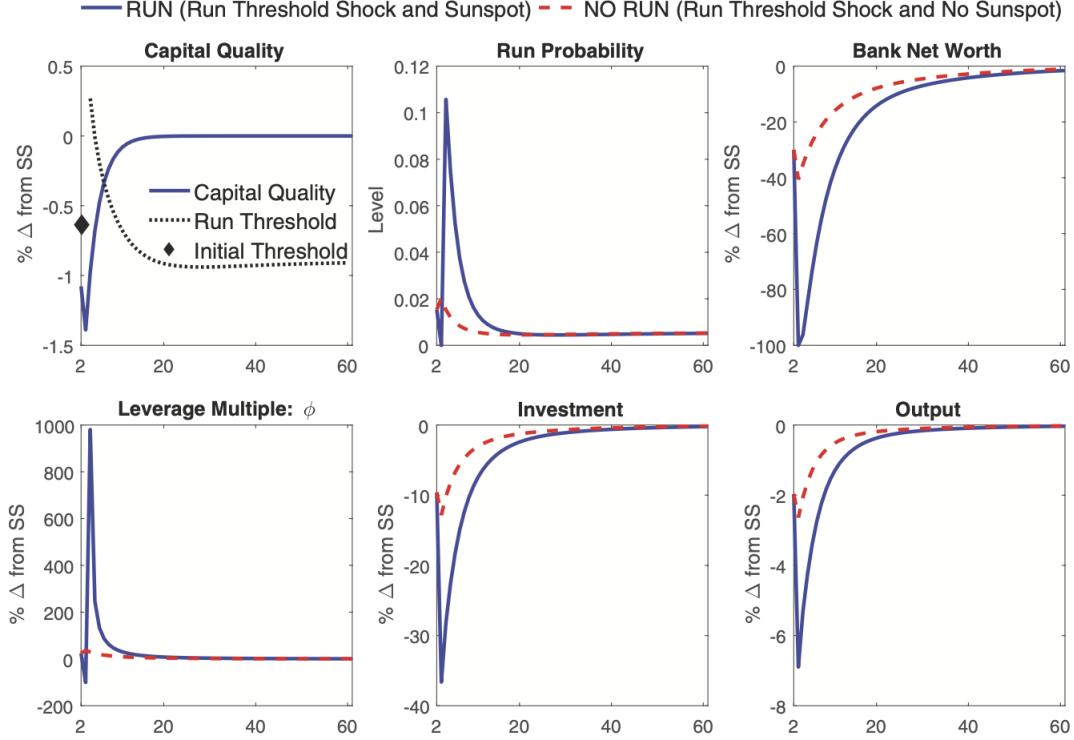 RUN (Run Threshold Shock and Sunspot) NO RUN (Run Threshold Shock and No Sunspot)
Capital Quality
% Δ from SS
0.5
0
-0.5
-1
-1.5
2 20 40 60
Capital Quality
Run Threshold
Initial Threshold
Run Probability
Level
0.12
0.1
0.08
0.06
0.04
0.02
0
2 20 40 60
Bank Net Worth
% Δ from SS
0
-20
-40
-60
-80
-100
2 20 40 60
Leverage Multiple: ϕ
% Δ from SS
1000
800
600
400
200
0
-200
2 20 40 60
Investment
% Δ from SS
0
-10
-20
-30
-40
2 20 40 60
Output
% Δ from SS
0
-2
-4
-6
-8
2 20 40 60